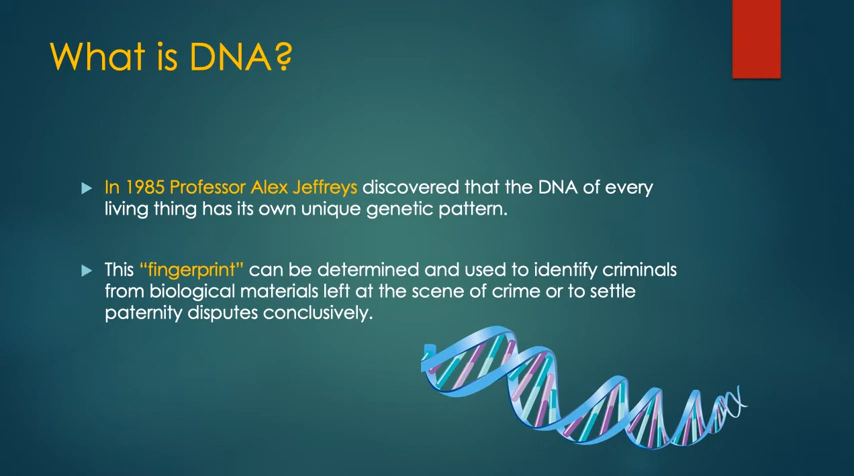 What is DNA?
In 1985 Professor Alex Jeffreys discovered that the DNA of every
living thing has its own unique genetic pattern.
This “fingerprint” can be determined and used to identify criminals
from biological materials left at the scene of crime or to settle
paternity disputes conclusively.